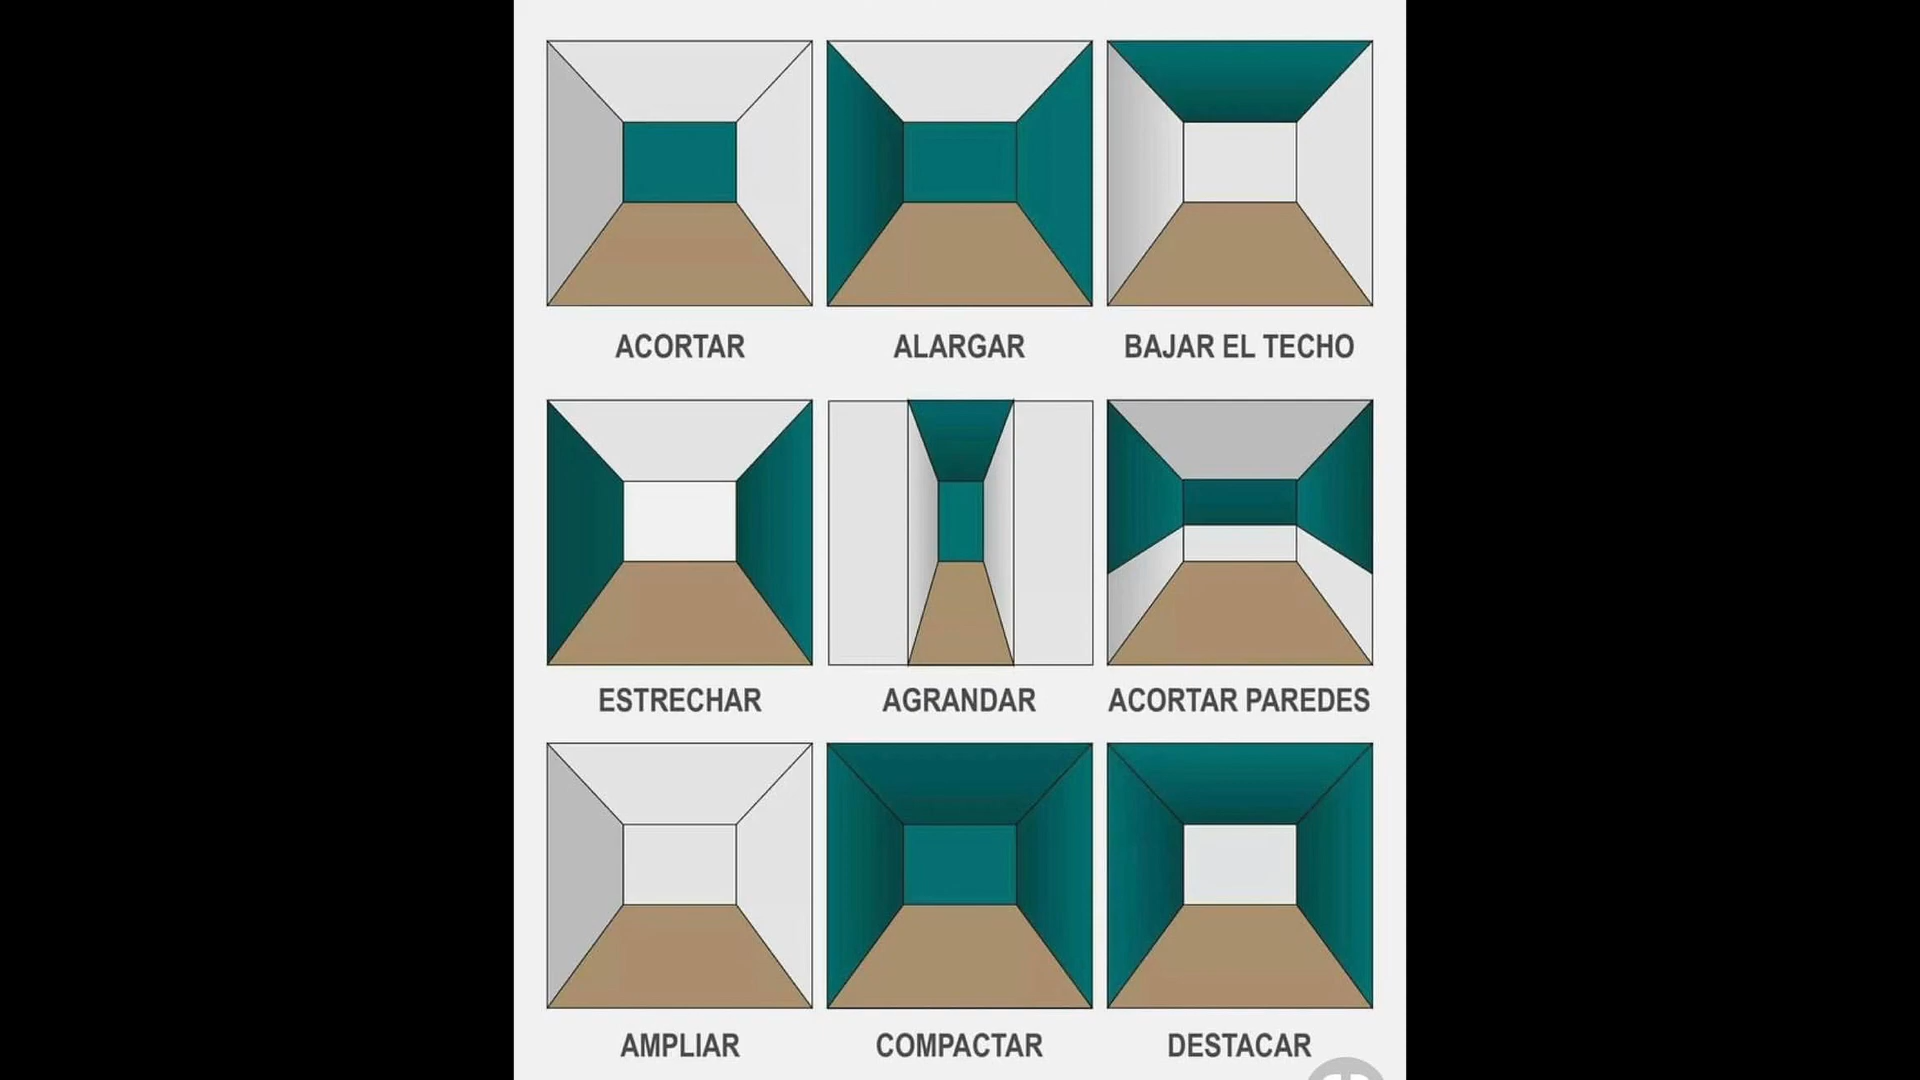 ACORTAR
ALARGAR
BAJAR EL TECHO
ESTRECHAR
AGRANDAR
ACORTAR PAREDES
AMPLIAR
COMPACTAR
DESTACAR